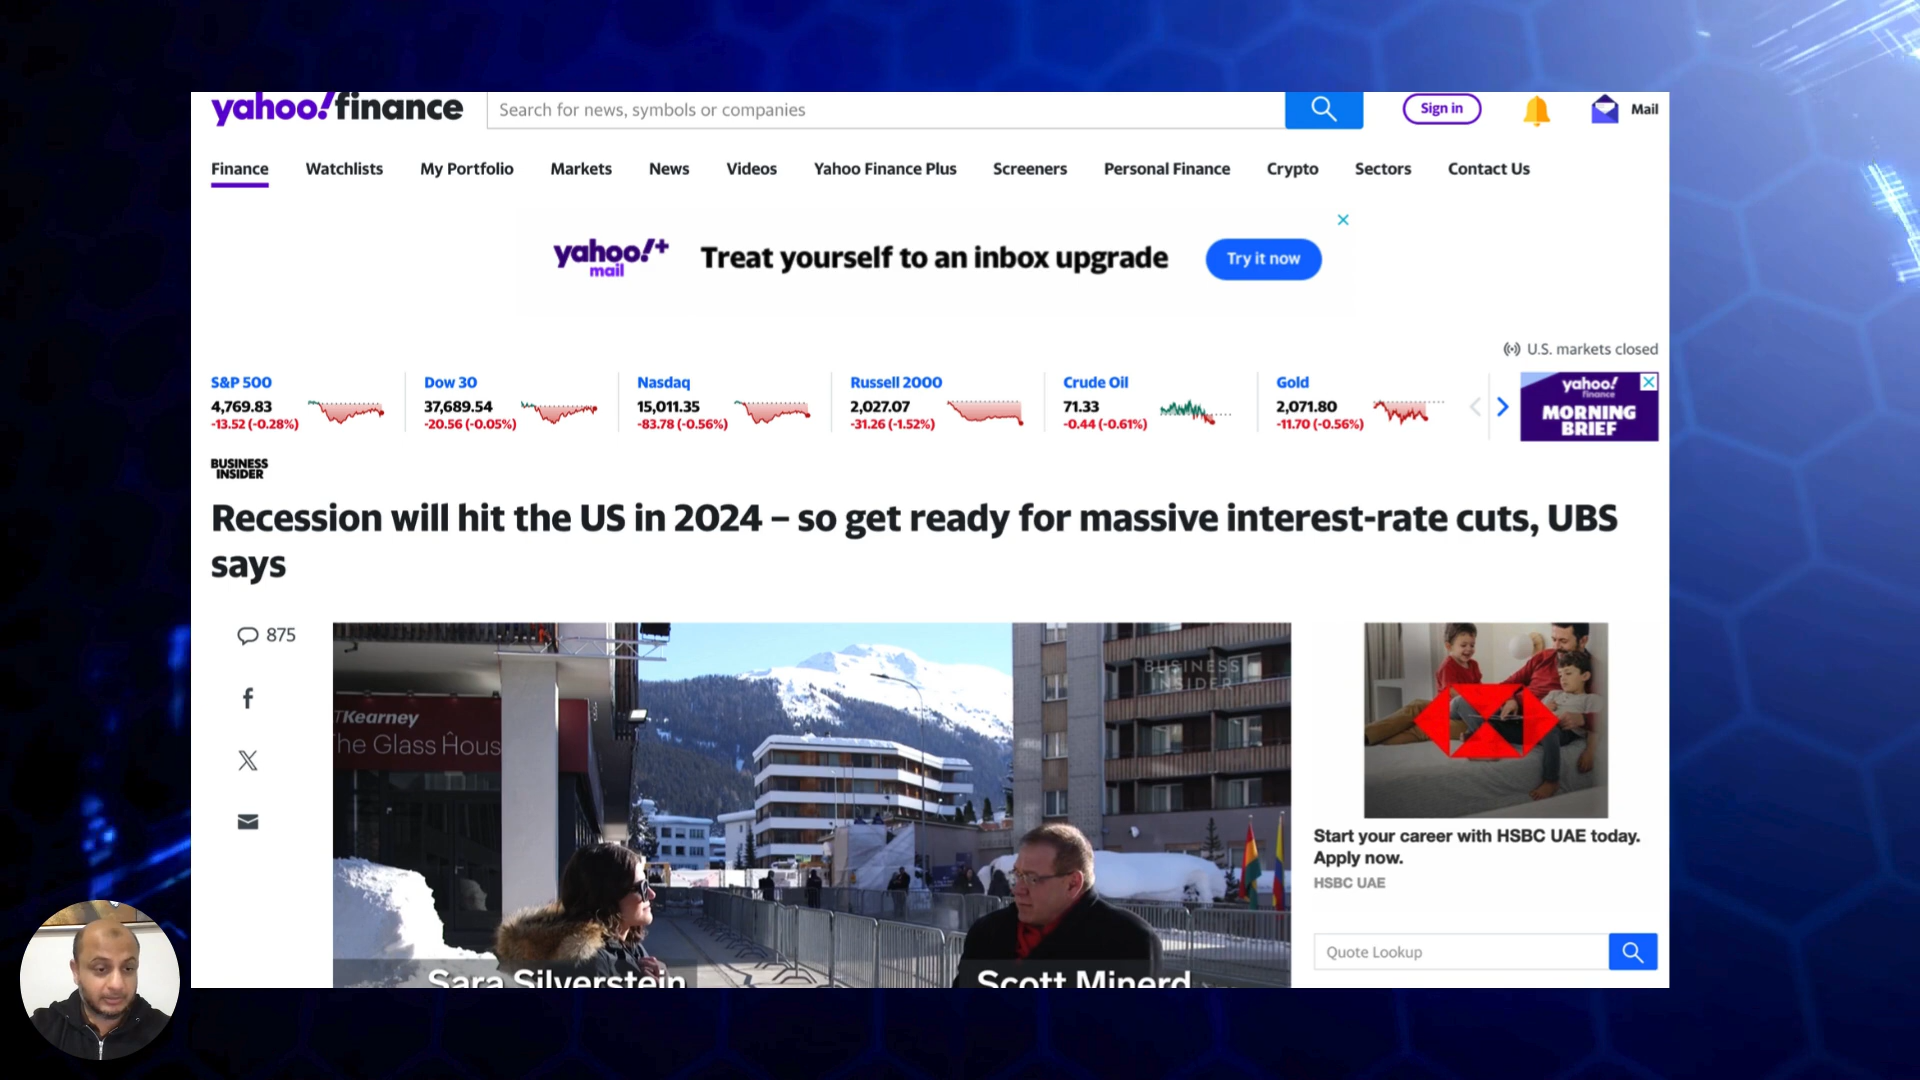 yahoo!finance
Search for news, symbols or companies
Sign in
Mail
Finance
Watchlists
My Portfolio
Markets
News
Videos
Yahoo Finance Plus
Screeners
Personal Finance
Crypto
Sectors
Contact Us
yahoo!+
mail
Treat yourself to an inbox upgrade
Try it now
U.S. markets closed
S&P 500
4,769.83
-13.52 (-0.28%)
Dow 30
37,689.54
-20.56 (-0.05%)
Nasdaq
15,011.35
-83.78 (-0.56%)
Russell 2000
2,027.07
-31.26 (-1.52%)
Crude Oil
71.33
-0.44 (-0.61%)
Gold
2,071.80
-11.70 (-0.56%)
yahoo!
finance
MORNING
BRIEF
BUSINESS
INSIDER
Recession will hit the US in 2024 – so get ready for massive interest-rate cuts, UBS
says
875
TKearney
The Glass Hous
BUSINESS
INSIDER
Sara Silverstein
Scott Minerd
Start your career with HSBC UAE today.
Apply now.
HSBC UAE
Quote Lookup